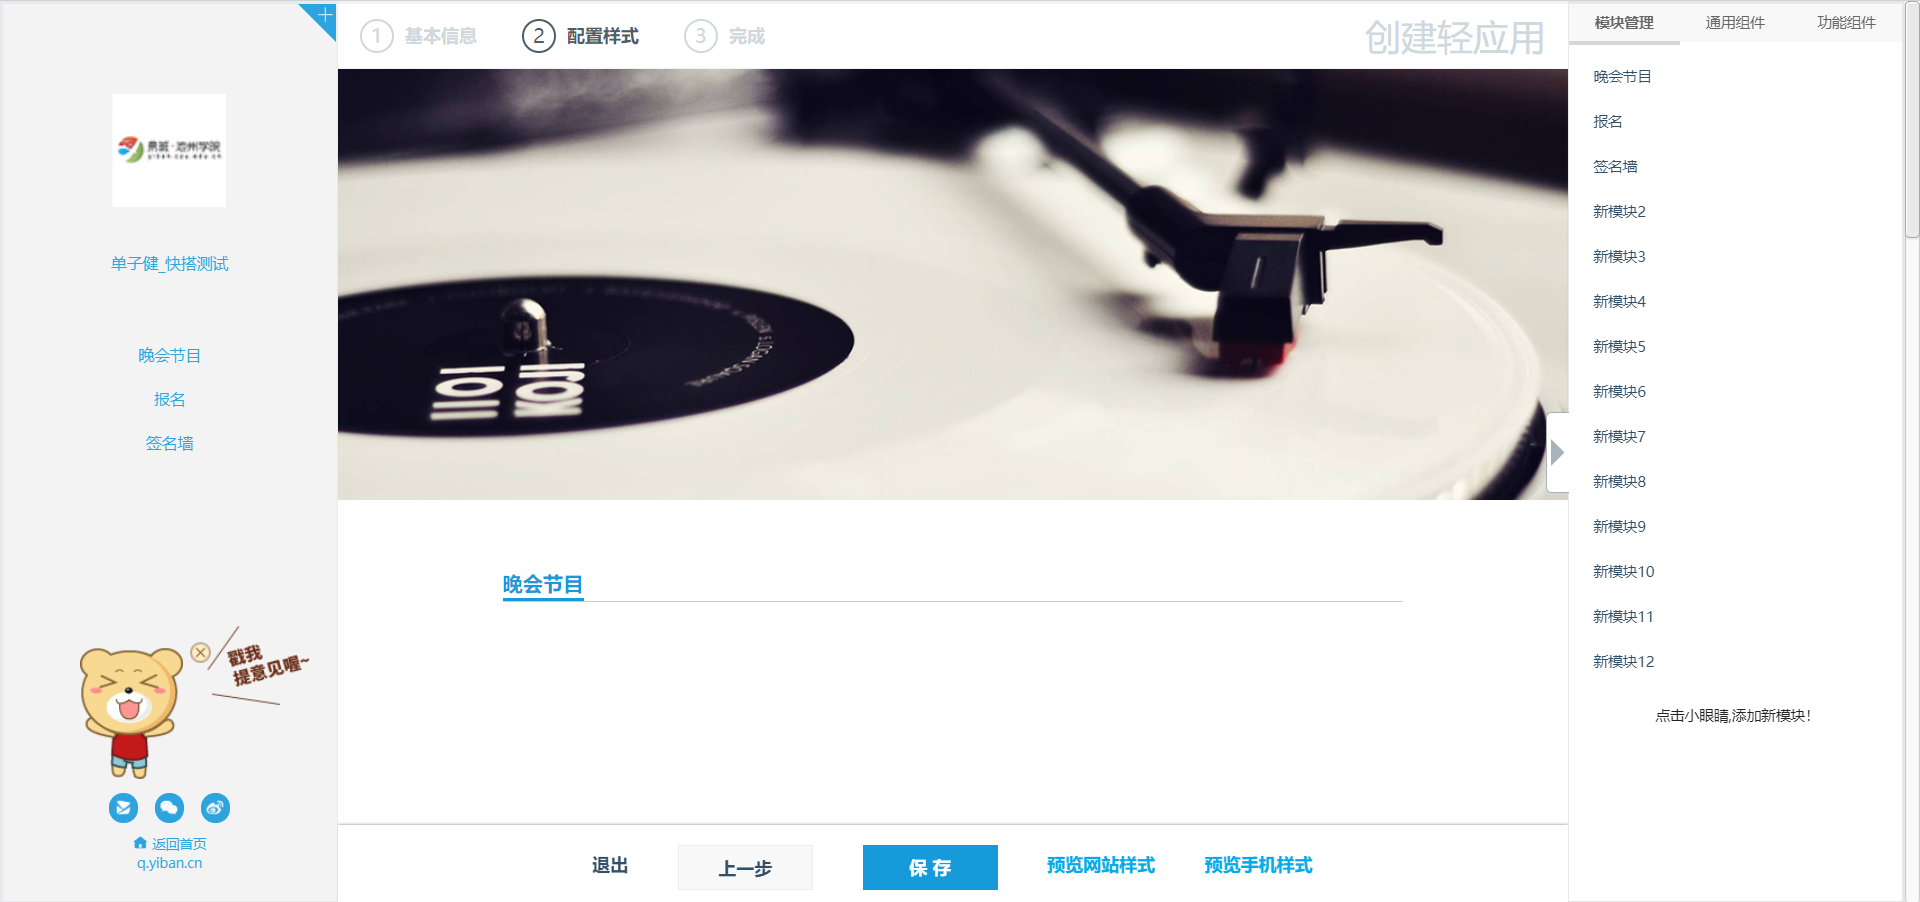 易班·池州学院
单子健_快搭测试
晚会节目
报名
签名墙
戳我
提意见喔~
返回首页
q.yiban.cn
1 基本信息
2 配置样式
3 完成
创建轻应用
1101
KOJI
晚会节目
退出
上一步
保 存
预览网站样式
预览手机样式
模块管理
通用组件
功能组件
晚会节目
报名
签名墙
新模块2
新模块3
新模块4
新模块5
新模块6
新模块7
新模块8
新模块9
新模块10
新模块11
新模块12
点击小眼睛,添加新模块!